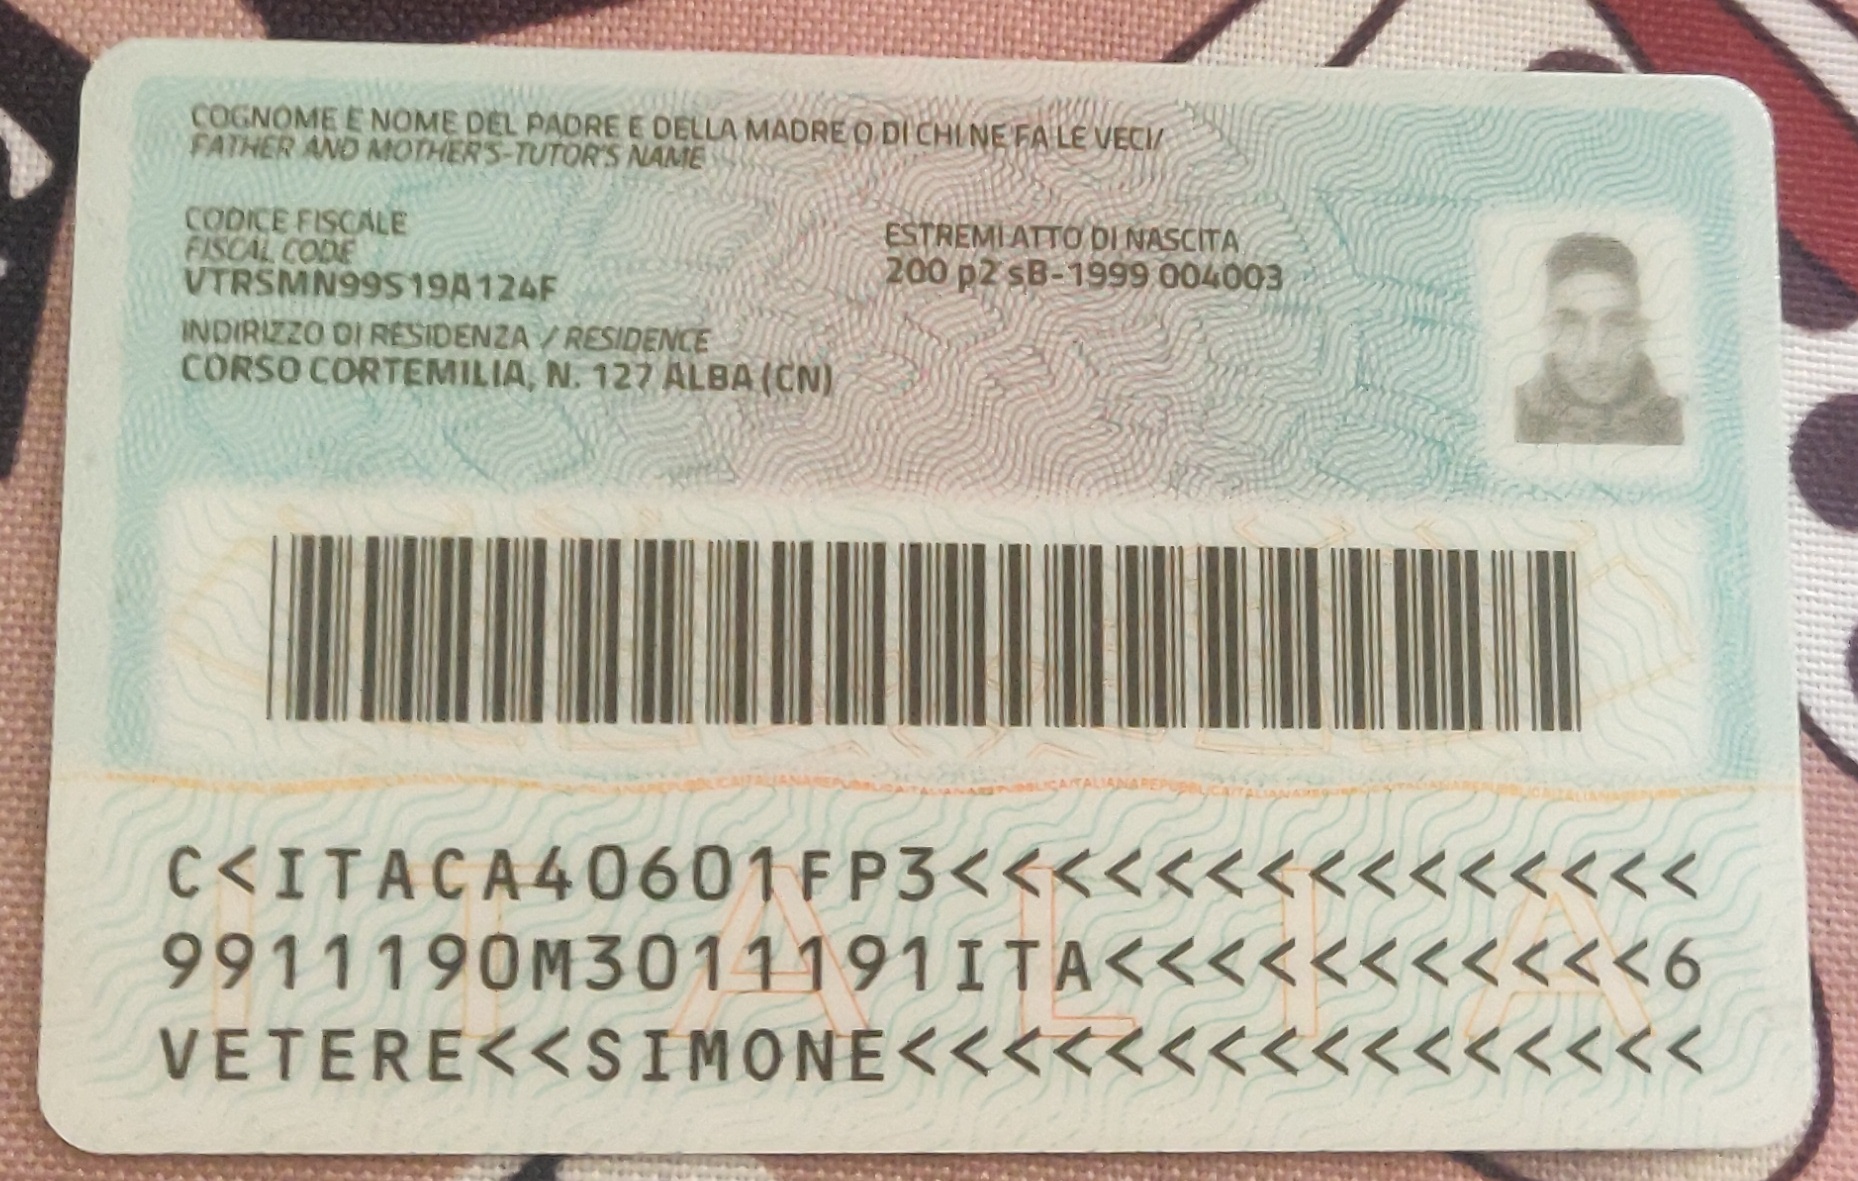 COGNOME E NOME DEL PADRE E DELLA MADRE O DI CHI NE FA LE VECI/
FATHER AND MOTHER'S-TUTOR'S NAME
CODICE FISCALE
FISCAL CODE
VTRSMN99S19A124F
ESTREMI ATTO DI NASCITA
200 p2 sB-1999 004003
INDIRIZZO DI RESIDENZA / RESIDENCE
CORSO CORTEMILIA, N. 127 ALBA (CN)
REPUBBLICAITALIANAREPUBBLICAITALIANAREPUBBLICAITALIANA
ITALIA
C<ITACA40601FP3<<<<<<<<<<<<<<<
9911190M3011191ITA<<<<<<<<<<<6
VETERE<<SIMONE<<<<<<<<<<<<<<<<